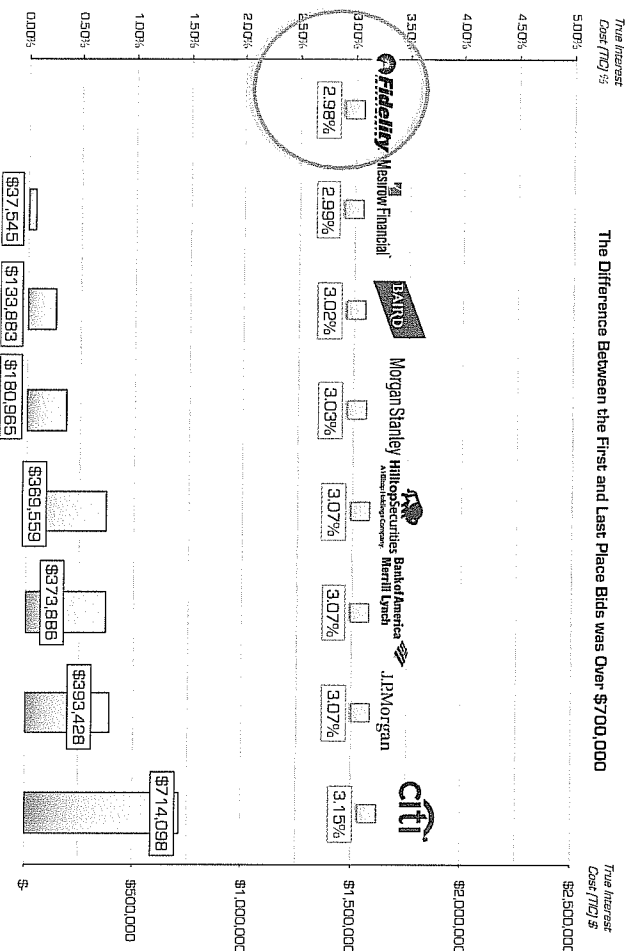 The Difference Between the First and Last Place Bids was Over $700,000
True Interest
Cost (TIC) %
True Interest
Cost (TIC) $
5.00%
4.50%
4.00%
3.50%
3.00%
2.50%
2.00%
1.50%
1.00%
0.50%
0.00%
$2,500,000
$2,000,000
$1,500,000
$1,000,000
$500,000
$
Fidelity
Mesirow Financial
BAIRD
Morgan Stanley
HilltopSecurities
A Hilltop Holdings Company.
Bank of America
Merrill Lynch
J.P.Morgan
citi
2.98%
2.99%
3.02%
3.03%
3.07%
3.07%
3.07%
3.15%
$37,545
$133,883
$180,965
$369,559
$373,886
$393,428
$714,098